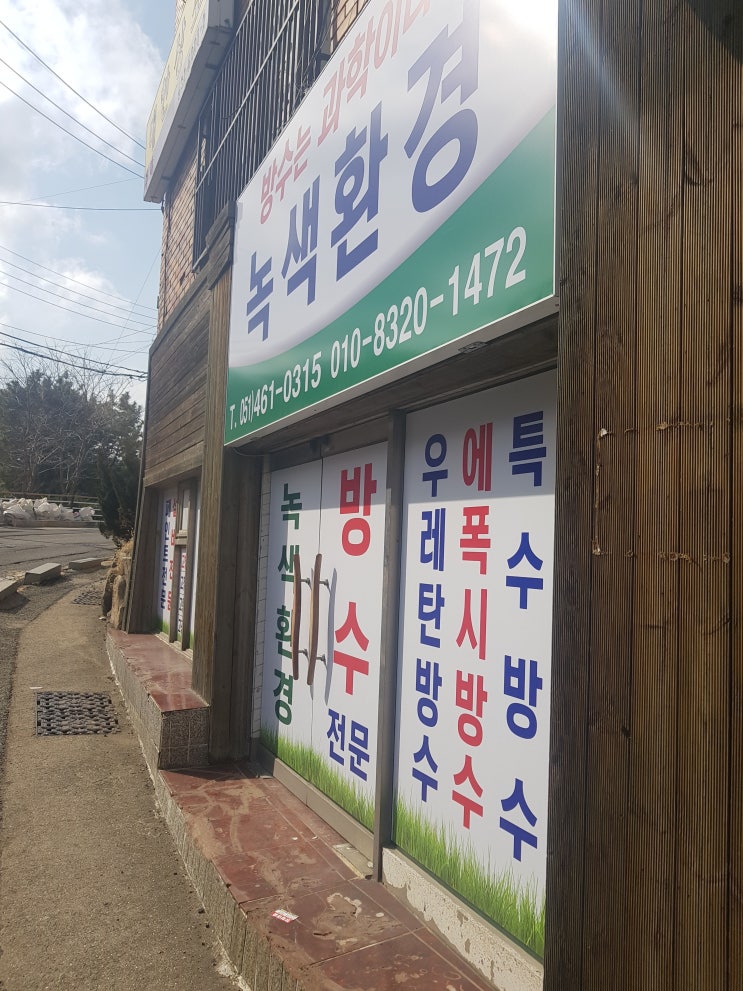 방수는 과학이다
녹색환경
T. 051)461-0315 010-8320-1472
녹색환경
방수
전문
우레탄방수
에폭시방수
특수방수